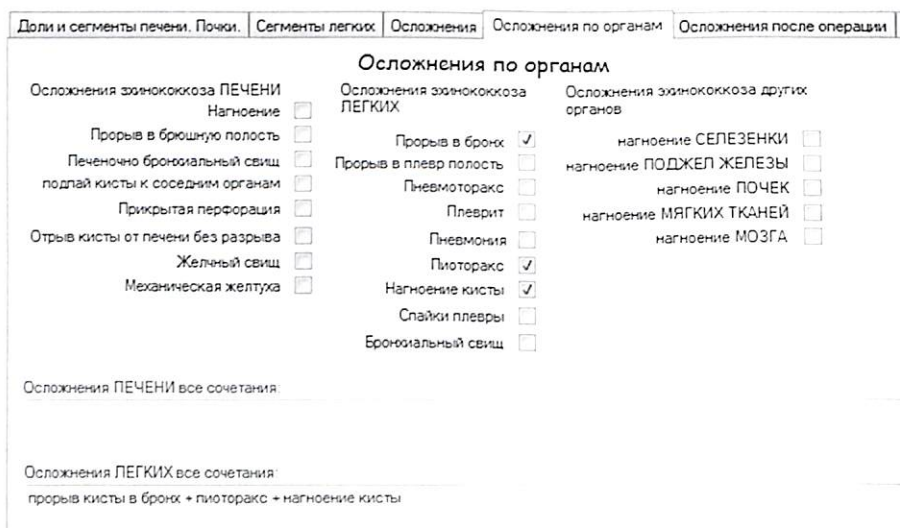 Доли и сегменты печени. Почки. Сегменты легких Осложнения Осложнения по органам Осложнения после операции
Осложнения по органам
Осложнения эхинококкоза ПЕЧЕНИ
Нагноение
Прорыв в брюшную полость
Печеночно бронхиальный свищ
подпай кисты к соседним органам
Прикрытая перфорация
Отрыв кисты от печени без разрыва
Желчный свищ
Механическая желтуха
Осложнения эхинококкоза
ЛЕГКИХ
Прорыв в бронх
Прорыв в плевр полость
Пневмоторакс
Плеврит
Пневмония
Пиоторакс
Нагноение кисты
Спайки плевры
Бронхиальный свищ
Осложнения эхинококкоза других
органов
нагноение СЕЛЕЗЕНКИ
нагноение ПОДЖЕЛ ЖЕЛЕЗЫ
нагноение ПОЧЕК
нагноение МЯГКИХ ТКАНЕЙ
нагноение МОЗГА
Осложнения ПЕЧЕНИ все сочетания:
Осложнения ЛЕГКИХ все сочетания:
прорыв кисты в бронх + пиоторакс + нагноение кисты